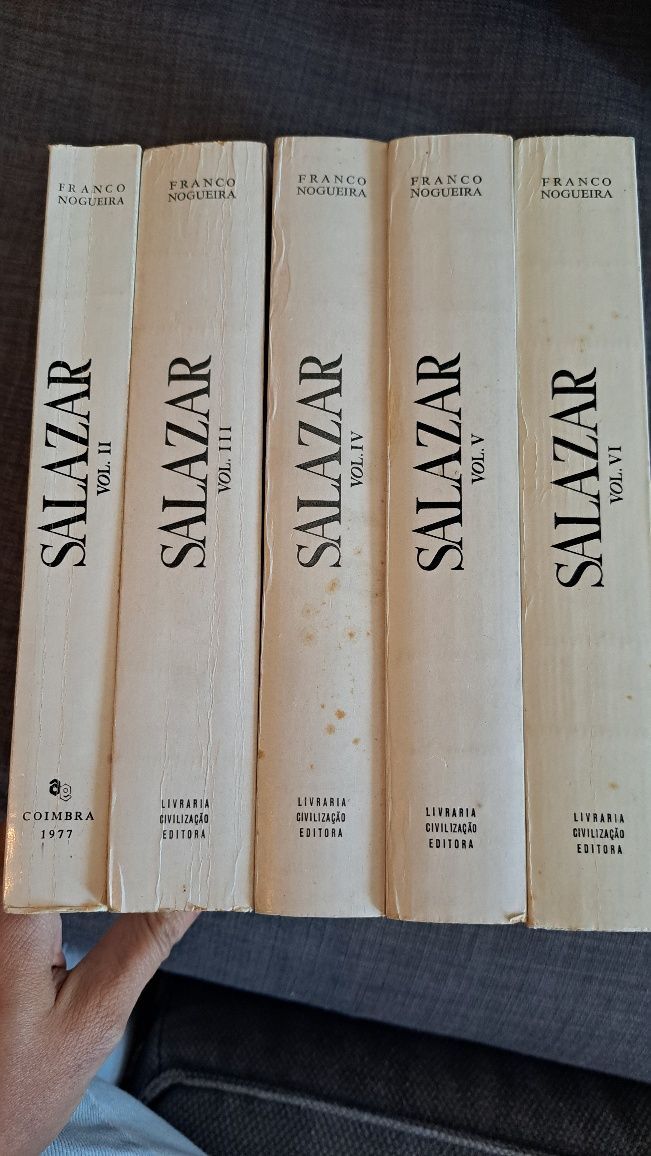 FRANCO
NOGUEIRA
SALAZAR
VOL. II
COIMBRA
1977
FRANCO
NOGUEIRA
SALAZAR
VOL. III
LIVRARIA
CIVILIZAÇÃO
EDITORA
FRANCO
NOGUEIRA
SALAZAR
VOL. IV
LIVRARIA
CIVILIZAÇÃO
EDITORA
FRANCO
NOGUEIRA
SALAZAR
VOL. V
LIVRARIA
CIVILIZAÇÃO
EDITORA
FRANCO
NOGUEIRA
SALAZAR
VOL. VI
LIVRARIA
CIVILIZAÇÃO
EDITORA